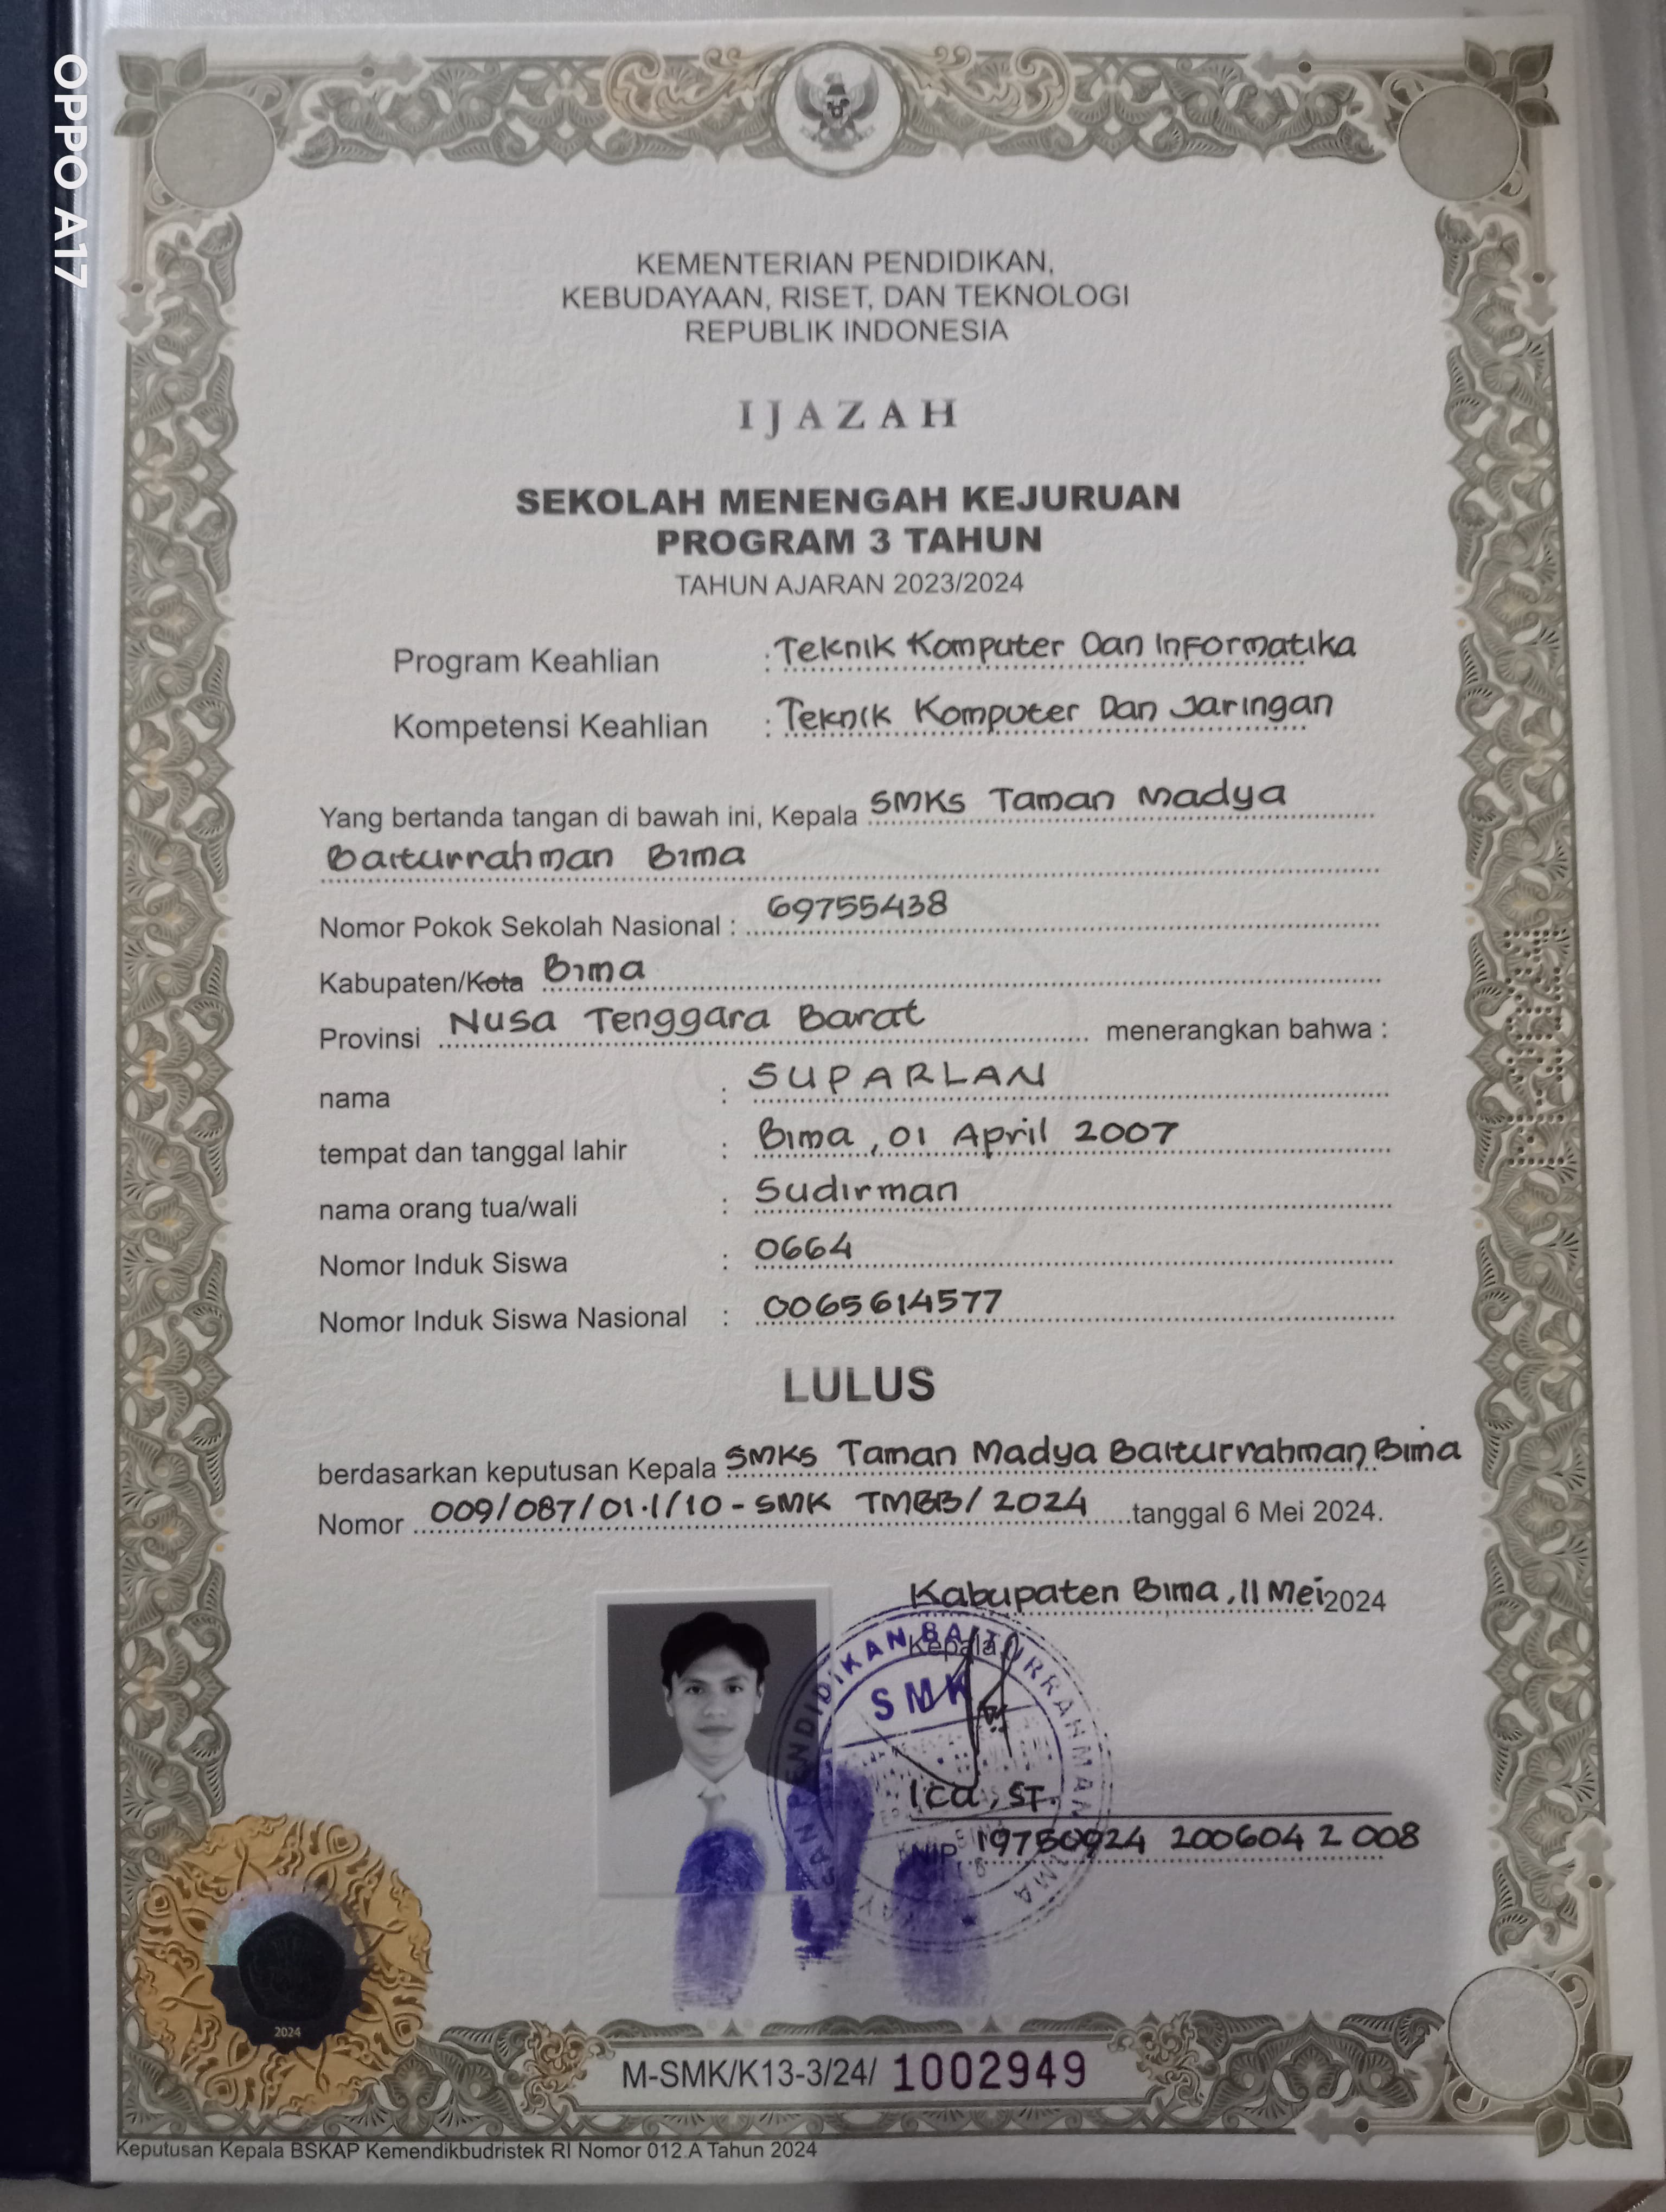 OPPO A17
KEMENTERIAN PENDIDIKAN,
KEBUDAYAAN, RISET, DAN TEKNOLOGI
REPUBLIK INDONESIA
IJAZAH
SEKOLAH MENENGAH KEJURUAN
PROGRAM 3 TAHUN
TAHUN AJARAN 2023/2024
Program Keahlian : Teknik Komputer Dan Informatika
Kompetensi Keahlian : Teknik Komputer Dan Jaringan
Yang bertanda tangan di bawah ini, Kepala SMKs Taman Madya
Baiturrahman Bima
Nomor Pokok Sekolah Nasional : 69755438
Kabupaten/Kota Bima
Provinsi Nusa Tenggara Barat menerangkan bahwa :
nama : SUPARLAN
tempat dan tanggal lahir : Bima, 01 April 2007
nama orang tua/wali : Sudirman
Nomor Induk Siswa : 0664
Nomor Induk Siswa Nasional : 0065614577
LULUS
berdasarkan keputusan Kepala SMKs Taman Madya Baiturrahman Bima
Nomor 009/087/01.1/10-SMK TMBB/2024 tanggal 6 Mei 2024.
Kabupaten Bima, 11 Mei 2024
Kepala
PENDIDIKAN BAITURRAHMAN
SMK
Ica, ST.
NIP 19750924 200604 2 008
2024
M-SMK/K13-3/24/ 1002949
Keputusan Kepala BSKAP Kemendikbudristek RI Nomor 012.A Tahun 2024